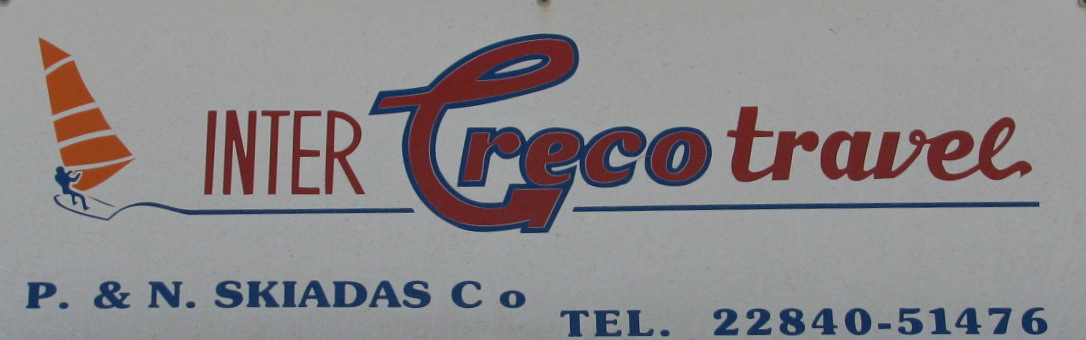 INTER Greco travel
P. & N. SKIADAS Co
TEL. 22840-51476